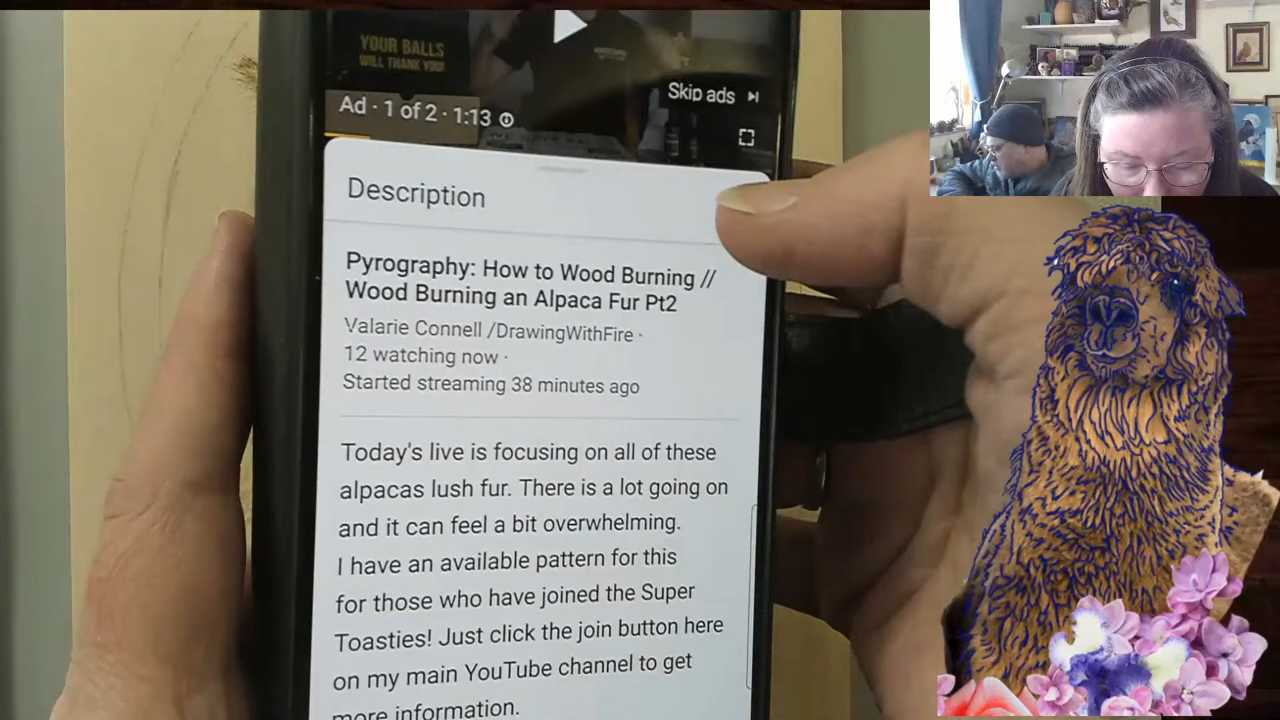 YOUR BALLS
WILL THANK YOU!
Skip ads
Ad · 1 of 2 · 1:13
Description
Pyrography: How to Wood Burning //
Wood Burning an Alpaca Fur Pt2
Valarie Connell /DrawingWithFire ·
12 watching now ·
Started streaming 38 minutes ago
Today's live is focusing on all of these
alpacas lush fur. There is a lot going on
and it can feel a bit overwhelming.
I have an available pattern for this
for those who have joined the Super
Toasties! Just click the join button here
on my main YouTube channel to get
more information.